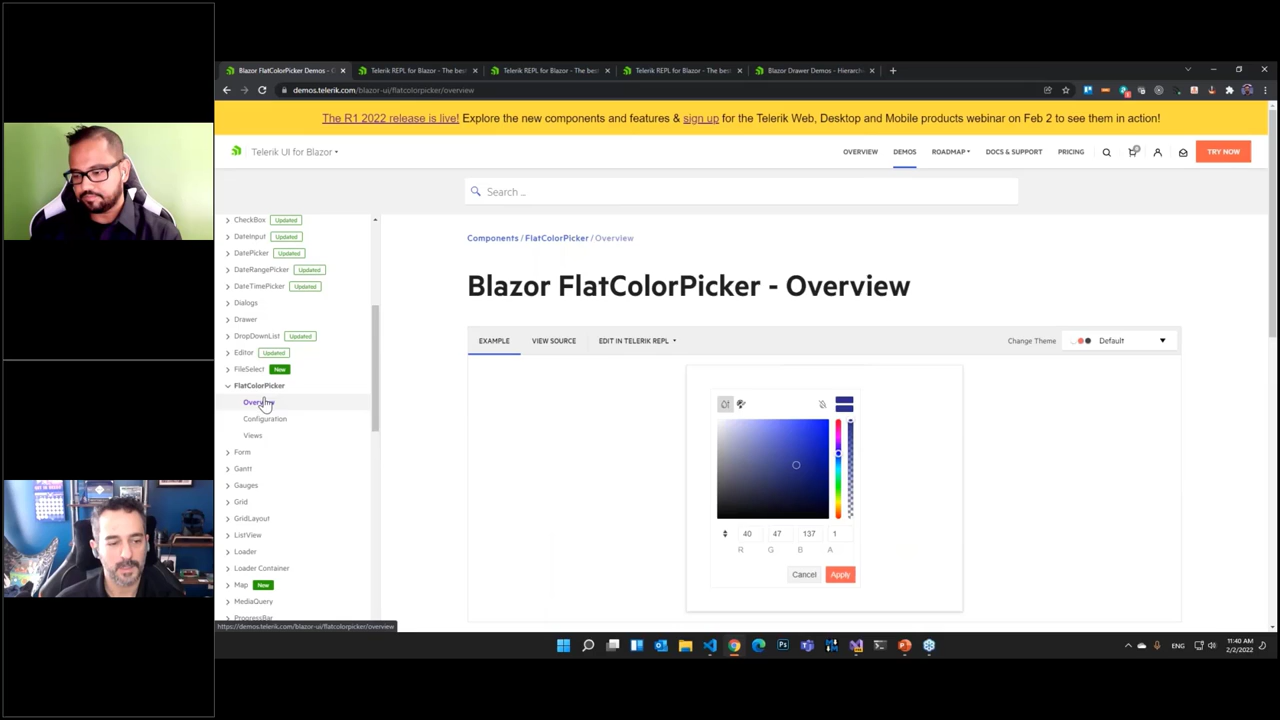 Blazor FlatColorPicker Demos - O
Telerik REPL for Blazor - The best
Telerik REPL for Blazor - The best
Telerik REPL for Blazor - The best
Blazor Drawer Demos - Hierarch
demos.telerik.com/blazor-ui/flatcolorpicker/overview
The R1 2022 release is live! Explore the new components and features & sign up for the Telerik Web, Desktop and Mobile products webinar on Feb 2 to see them in action!
Telerik UI for Blazor
OVERVIEW DEMOS ROADMAP DOCS & SUPPORT PRICING TRY NOW
Search ...
CheckBox Updated
DateInput Updated
DatePicker Updated
DateRangePicker Updated
DateTimePicker Updated
Dialogs
Drawer
DropDownList Updated
Editor Updated
FileSelect New
FlatColorPicker
Overview
Configuration
Views
Form
Gantt
Gauges
Grid
GridLayout
ListView
Loader
Loader Container
Map New
MediaQuery
ProgressBar
Components / FlatColorPicker / Overview
Blazor FlatColorPicker - Overview
EXAMPLE VIEW SOURCE EDIT IN TELERIK REPL Change Theme Default
40 47 137 1
R G B A
Cancel Apply
https://demos.telerik.com/blazor-ui/flatcolorpicker/overview
ENG
11:40 AM
2/2/2022